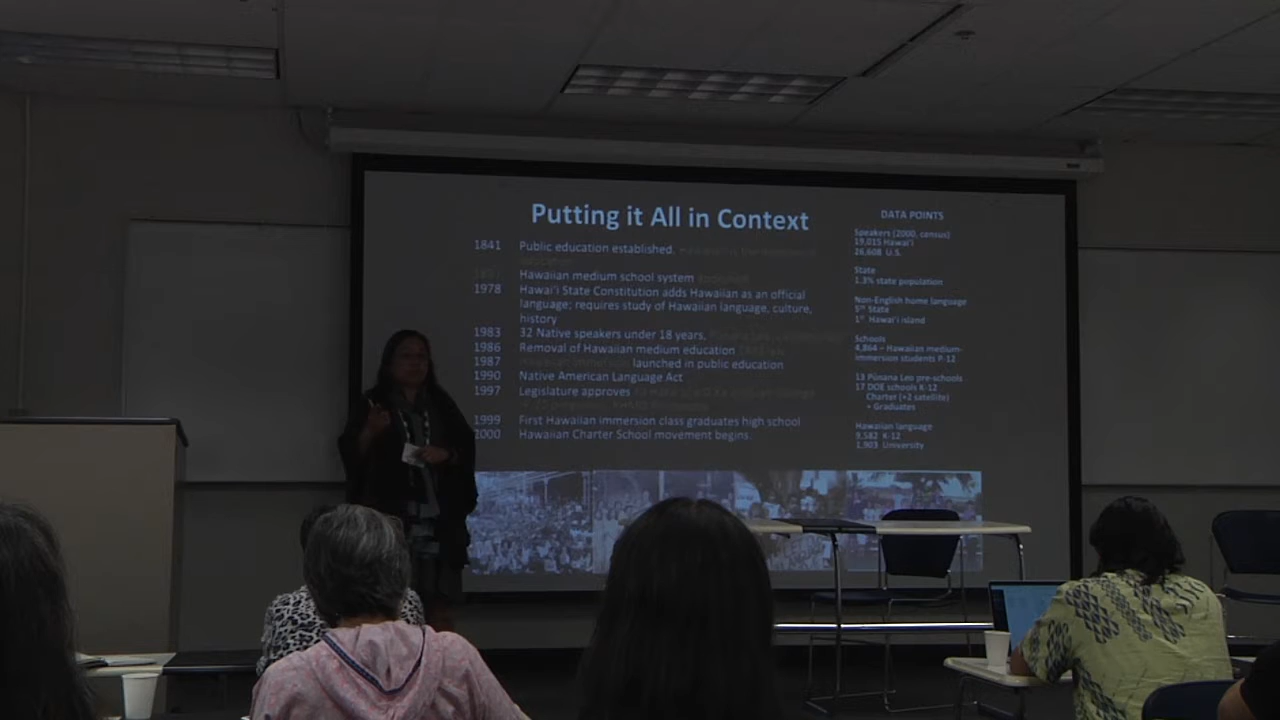 Putting it All in Context
1841 Public education established,
Hawaiian medium school system
1978 Hawai'i State Constitution adds Hawaiian as an official
language; requires study of Hawaiian language, culture,
history
1983 32 Native speakers under 18 years,
1986 Removal of Hawaiian medium education
1987 launched in public education
1990 Native American Language Act
1997 Legislature approves
1999 First Hawaiian immersion class graduates high school
2000 Hawaiian Charter School movement begins.
DATA POINTS
Speakers (2000, census)
19,015 Hawai'i
26,608 U.S.
State
1.3% state population
Non-English home language
5th State
1st Hawai'i island
Schools
4,864 – Hawaiian medium-
immersion students P-12
13 Pūnana Leo pre-schools
17 DOE schools K-12
Charter (+2 satellite)
+ Graduates
Hawaiian language
9,582 K-12
1,903 University